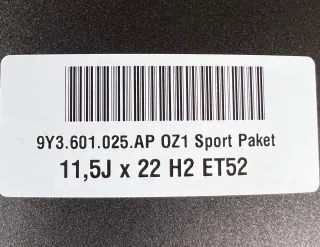 9Y3.601.025.AP OZ1 Sport Paket
11,5J x 22 H2 ET52